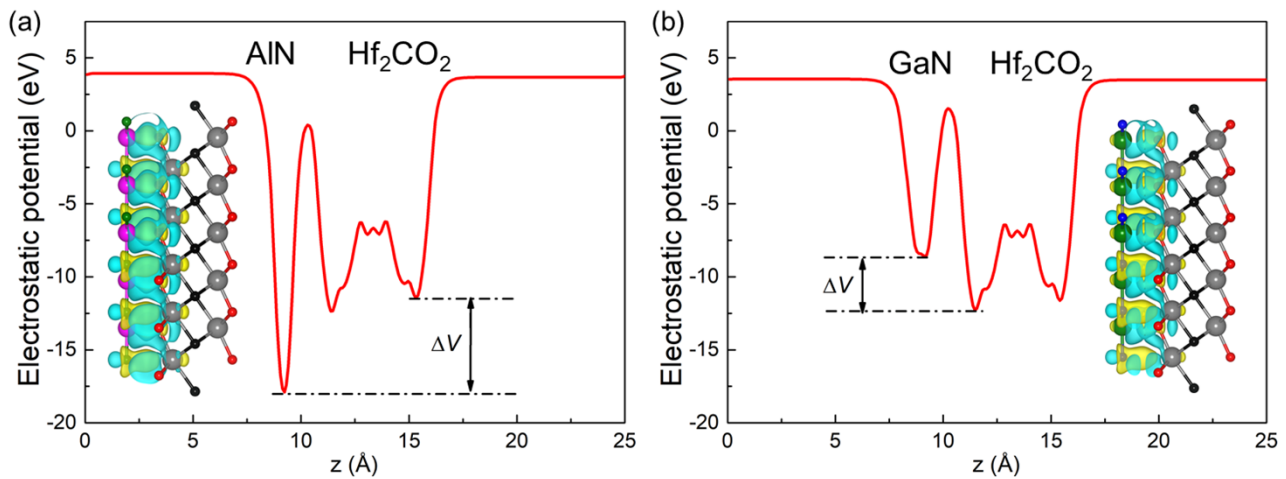 (a)
AlN
Hf₂CO₂
Electrostatic potential (eV)
5
0
-5
-10
-15
-20
ΔV
0
5
10
15
20
25
z (Å)
(b)
GaN
Hf₂CO₂
Electrostatic potential (eV)
5
0
-5
-10
-15
-20
ΔV
0
5
10
15
20
25
z (Å)